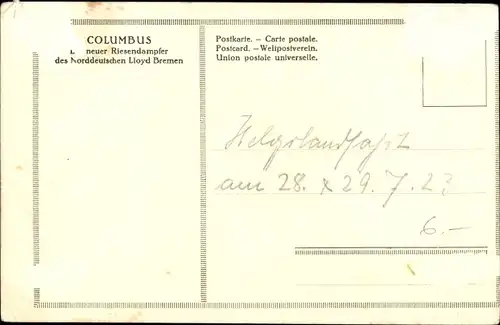 COLUMBUS
neuer Riesendampfer
des Norddeutschen Lloyd Bremen
Postkarte. – Carte postale.
Postcard. – Weltpostverein.
Union postale universelle.
Helgolandfahrt
am 28. & 29. 7. 23
6.–